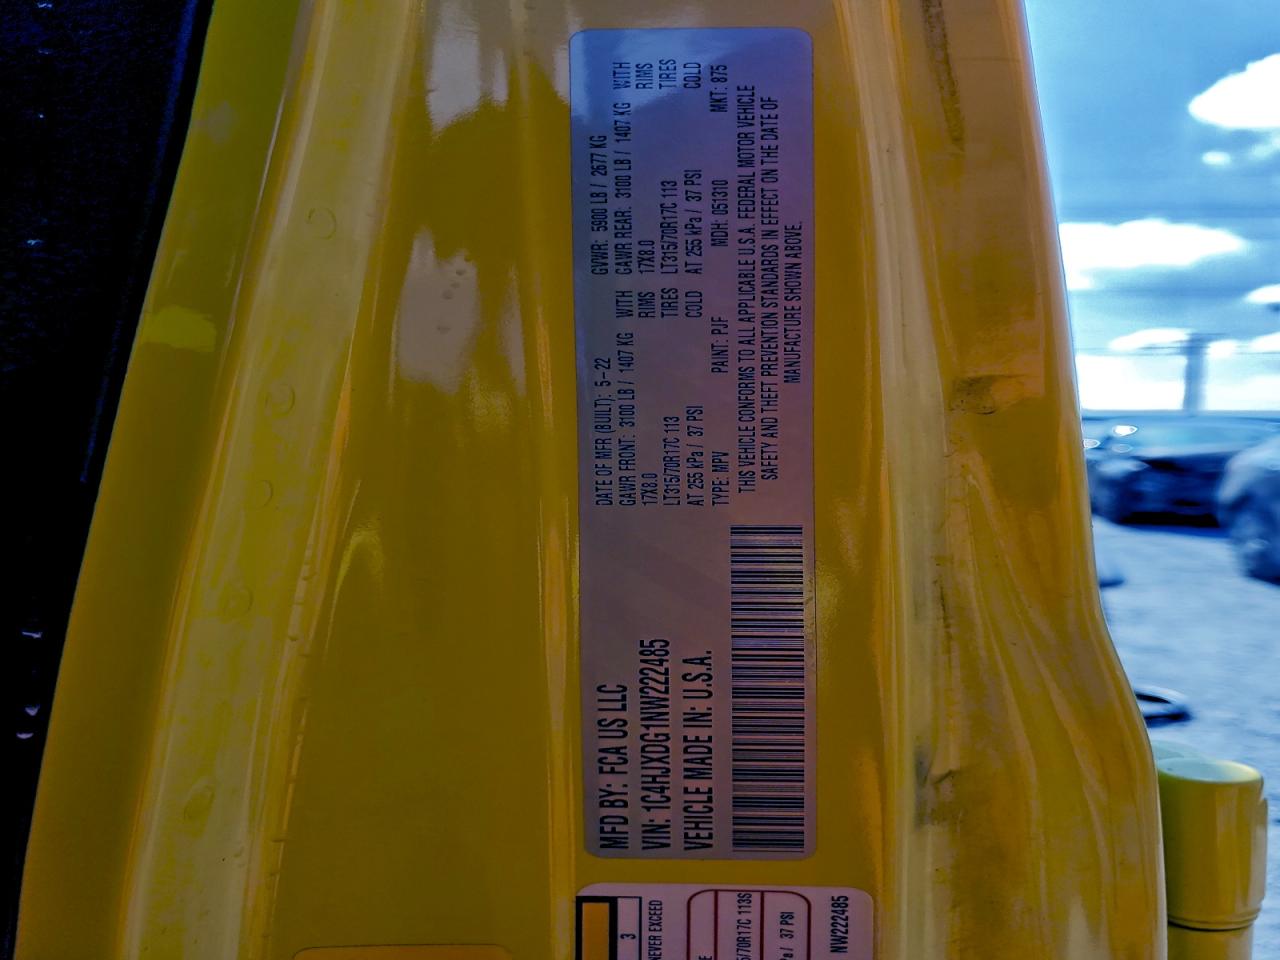 MFD BY: FCA US LLC
VIN: 1C4HJXDG1NW222485
VEHICLE MADE IN: U.S.A.
DATE OF MFR (BUILT): 5-22 GVWR: 5900 LB / 2677 KG
GAWR FRONT: 3100 LB / 1407 KG WITH GAWR REAR: 3100 LB / 1407 KG WITH
17X8.0 RIMS 17X8.0 RIMS
LT315/70R17C 113 TIRES LT315/70R17C 113 TIRES
AT 255 kPa / 37 PSI COLD AT 255 kPa / 37 PSI COLD
TYPE: MPV PAINT: PJF MDH: 051310 MKT: 875
THIS VEHICLE CONFORMS TO ALL APPLICABLE U.S.A. FEDERAL MOTOR VEHICLE
SAFETY AND THEFT PREVENTION STANDARDS IN EFFECT ON THE DATE OF
MANUFACTURE SHOWN ABOVE.
3
NEVER EXCEED
/70R17C 113S
/ 37 PSI
NW222485